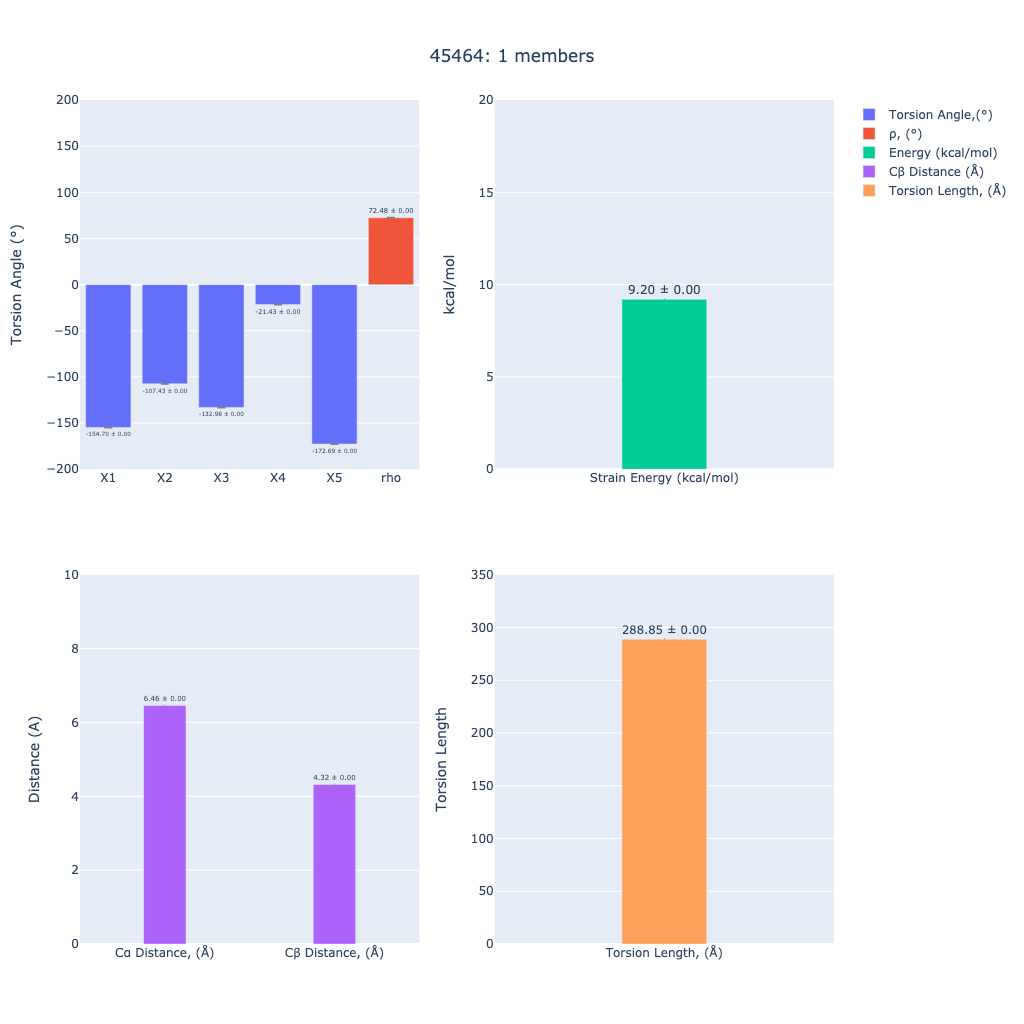 45464: 1 members
Torsion Angle (°)
200
150
100
50
0
−50
−100
−150
−200
-154.70 ± 0.00
-107.43 ± 0.00
-132.98 ± 0.00
-21.43 ± 0.00
-172.69 ± 0.00
72.48 ± 0.00
X1 X2 X3 X4 X5 rho
kcal/mol
20
15
10
5
0
9.20 ± 0.00
Strain Energy (kcal/mol)
Torsion Angle,(°)
ρ, (°)
Energy (kcal/mol)
Cβ Distance (Å)
Torsion Length, (Å)
Distance (A)
10
8
6
4
2
0
6.46 ± 0.00
4.32 ± 0.00
Cα Distance, (Å) Cβ Distance, (Å)
Torsion Length
350
300
250
200
150
100
50
0
288.85 ± 0.00
Torsion Length, (Å)